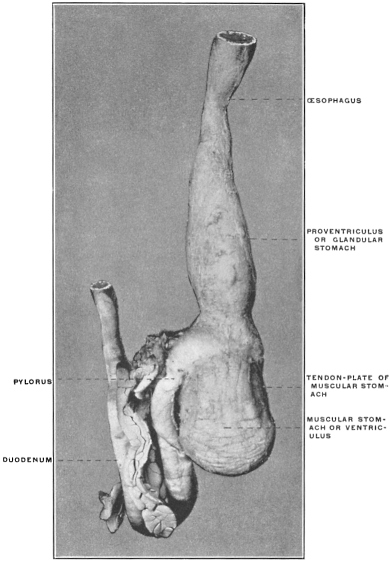 ŒSOPHAGUS
PROVENTRICULUS
OR GLANDULAR
STOMACH
PYLORUS
TENDON-PLATE OF
MUSCULAR STOM-
ACH
MUSCULAR STOM-
ACH OR VENTRIC-
ULUS
DUODENUM